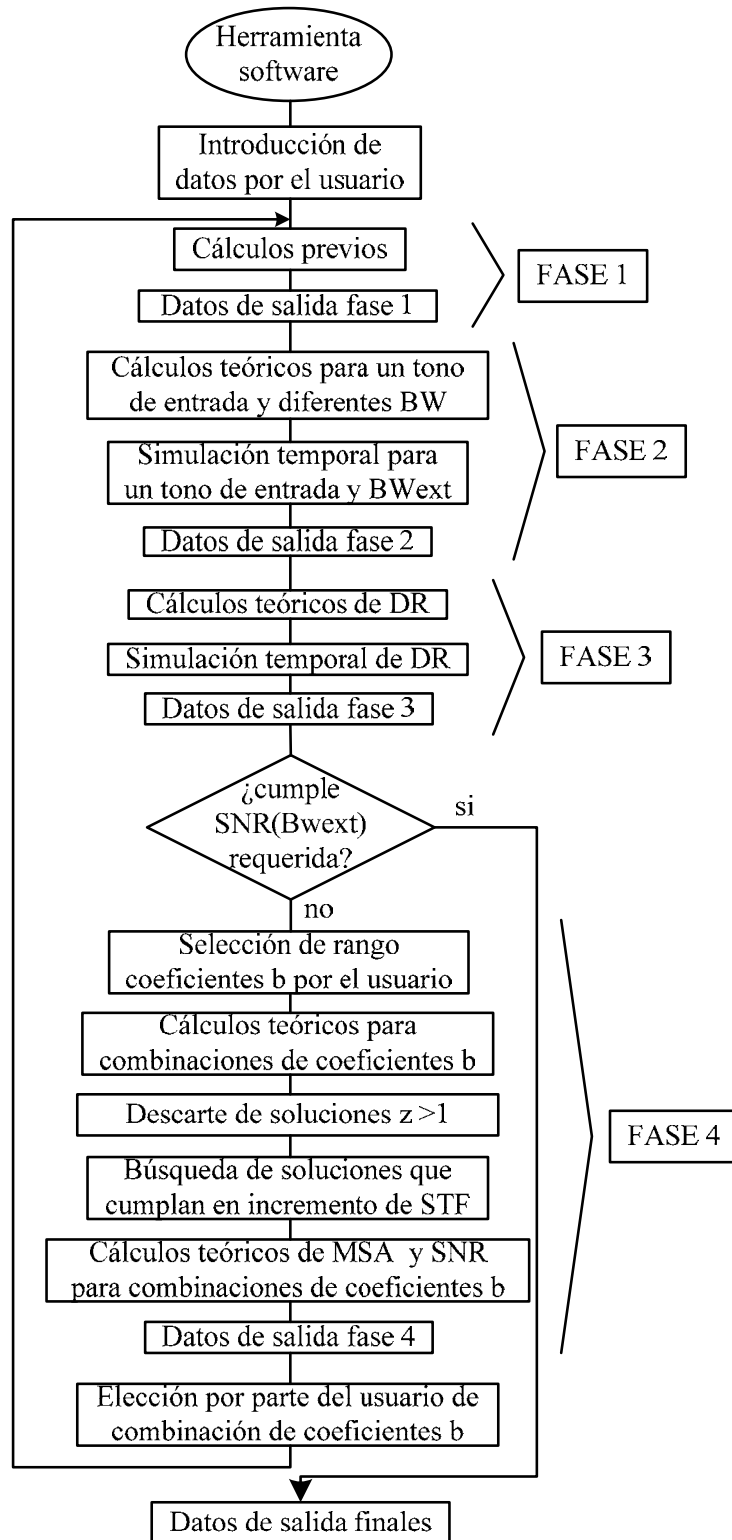 Herramienta
software
Introducción de
datos por el usuario
Cálculos previos
Datos de salida fase 1
FASE 1
Cálculos teóricos para un tono
de entrada y diferentes BW
Simulación temporal para
un tono de entrada y BWext
Datos de salida fase 2
FASE 2
Cálculos teóricos de DR
Simulación temporal de DR
Datos de salida fase 3
FASE 3
¿cumple
SNR(Bwext)
requerida?
si
no
Selección de rango
coeficientes b por el usuario
Cálculos teóricos para
combinaciones de coeficientes b
Descarte de soluciones z >1
Búsqueda de soluciones que
cumplan en incremento de STF
Cálculos teóricos de MSA y SNR
para combinaciones de coeficientes b
Datos de salida fase 4
FASE 4
Elección por parte del usuario de
combinación de coeficientes b
Datos de salida finales